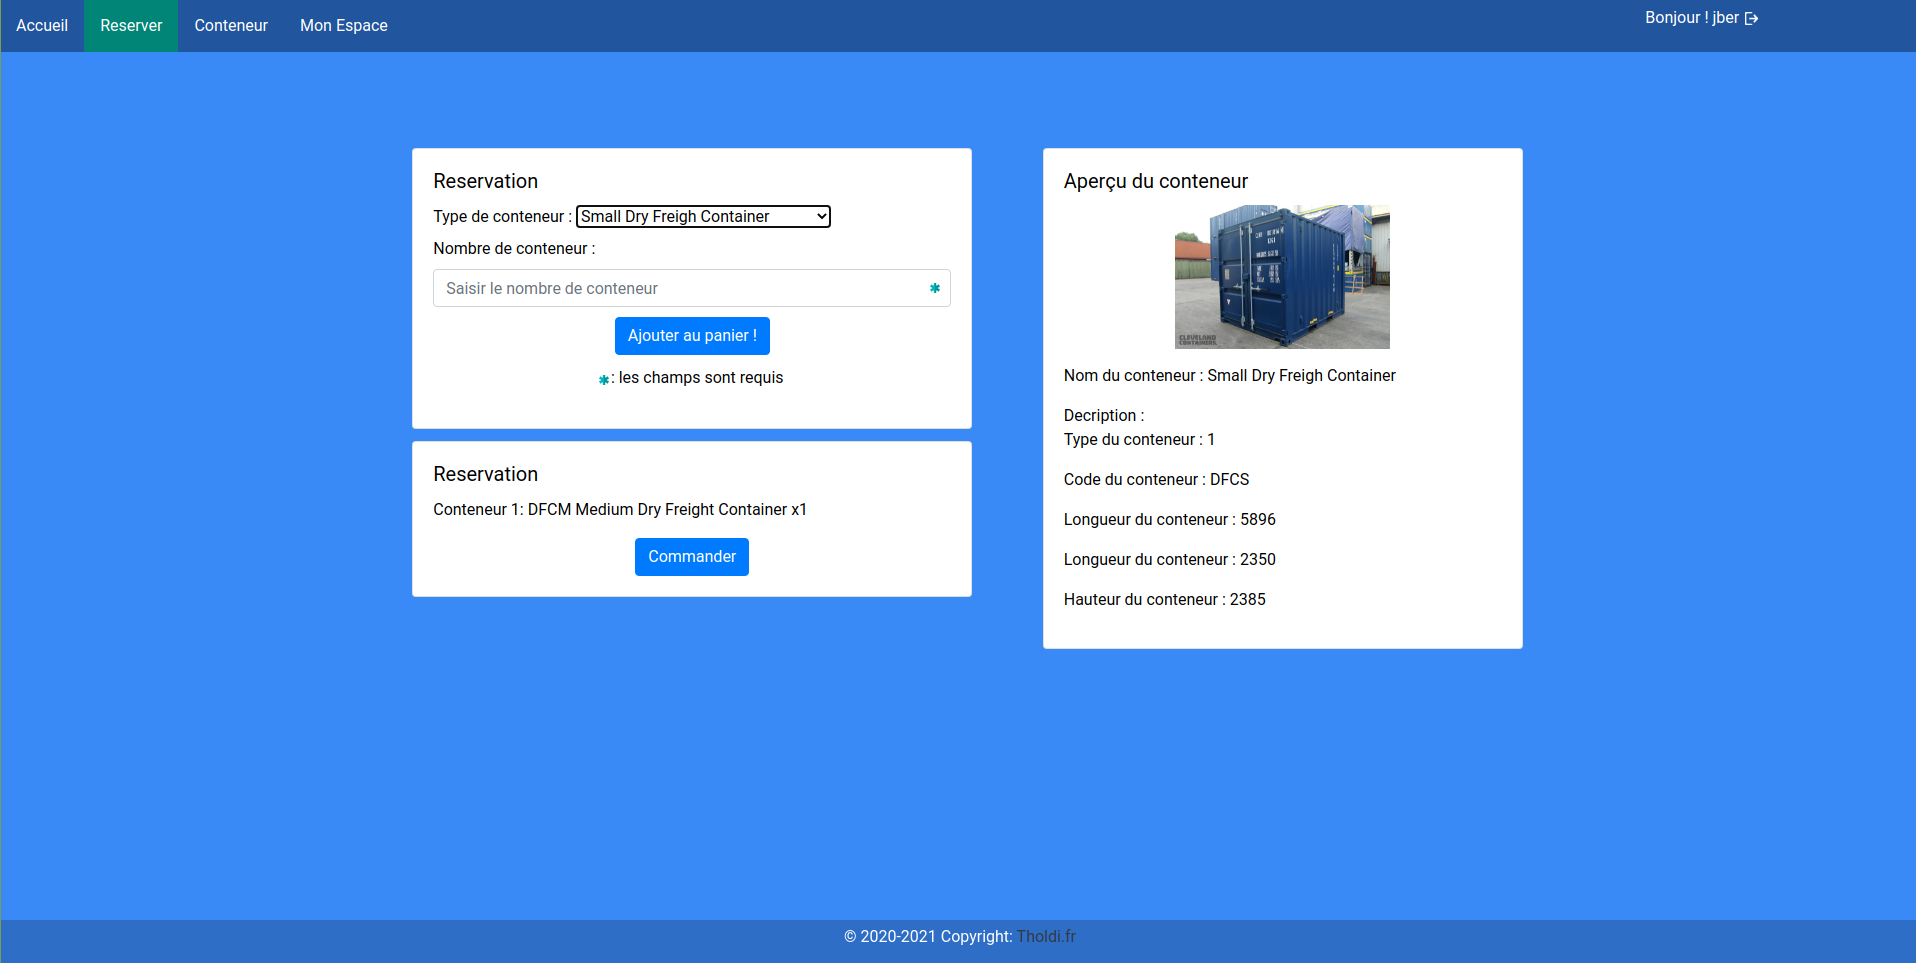 Accueil
Reserver
Conteneur
Mon Espace
Bonjour ! jber
Reservation
Type de conteneur : Small Dry Freigh Container
Nombre de conteneur :
Saisir le nombre de conteneur *
Ajouter au panier !
*: les champs sont requis
Reservation
Conteneur 1: DFCM Medium Dry Freight Container x1
Commander
Aperçu du conteneur
CLEVELAND
CONTAINERS
Nom du conteneur : Small Dry Freigh Container
Decription :
Type du conteneur : 1
Code du conteneur : DFCS
Longueur du conteneur : 5896
Longueur du conteneur : 2350
Hauteur du conteneur : 2385
© 2020-2021 Copyright: Tholdi.fr